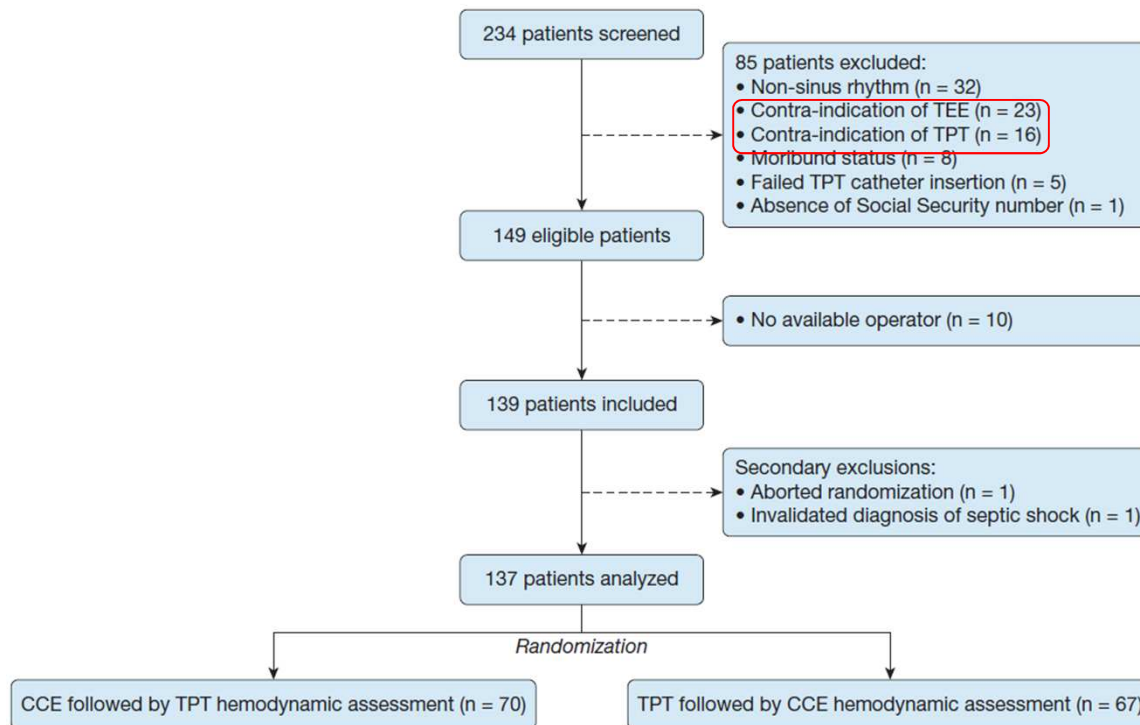 234 patients screened
85 patients excluded:
• Non-sinus rhythm (n = 32)
• Contra-indication of TEE (n = 23)
• Contra-indication of TPT (n = 16)
• Moribund status (n = 8)
• Failed TPT catheter insertion (n = 5)
• Absence of Social Security number (n = 1)
149 eligible patients
• No available operator (n = 10)
139 patients included
Secondary exclusions:
• Aborted randomization (n = 1)
• Invalidated diagnosis of septic shock (n = 1)
137 patients analyzed
Randomization
CCE followed by TPT hemodynamic assessment (n = 70)
TPT followed by CCE hemodynamic assessment (n = 67)